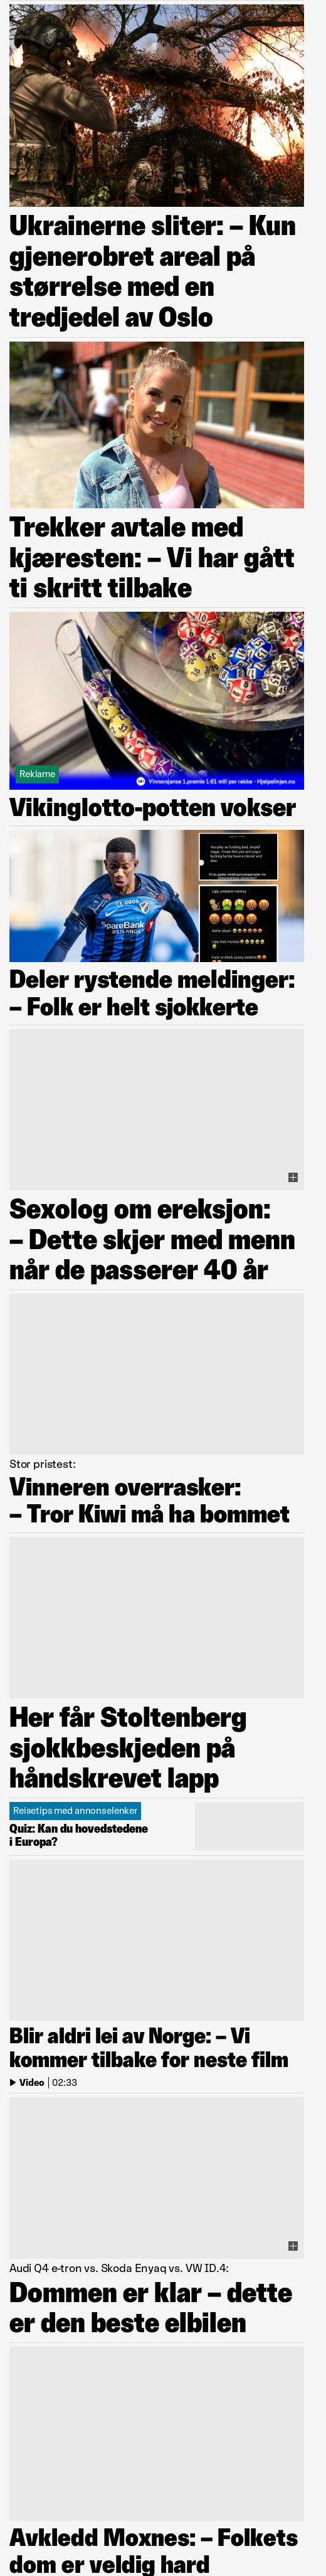 Ukrainerne sliter: – Kun
gjenerobret areal på
størrelse med en
tredjedel av Oslo
Trekker avtale med
kjæresten: – Vi har gått
ti skritt tilbake
Reklame
Vinnersjanse 1.premie 1:61 mill per rekke - Hjelpelinjen.no
Vikinglotto-potten vokser
SpareBank
ØSTLANDET
Deler rystende meldinger:
– Folk er helt sjokkerte
Sexolog om ereksjon:
– Dette skjer med menn
når de passerer 40 år
Stor pristest:
Vinneren overrasker:
– Tror Kiwi må ha bommet
Her får Stoltenberg
sjokkbeskjeden på
håndskrevet lapp
Reisetips med annonselenker
Quiz: Kan du hovedstedene
i Europa?
Blir aldri lei av Norge: – Vi
kommer tilbake for neste film
Video | 02:33
Audi Q4 e-tron vs. Skoda Enyaq vs. VW ID.4:
Dommen er klar – dette
er den beste elbilen
Avkledd Moxnes: – Folkets
dom er veldig hard